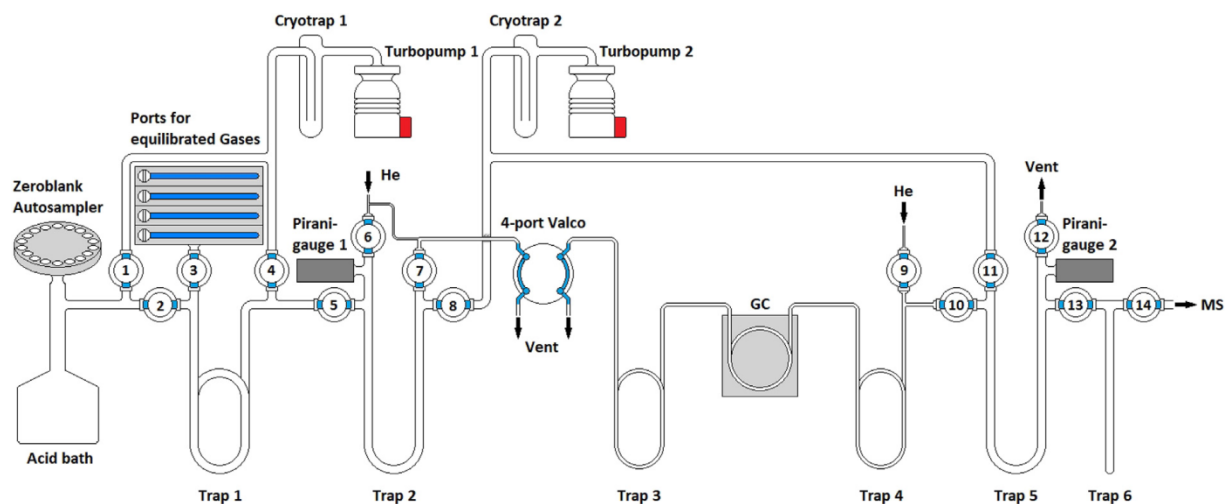 Cryotrap 1
Cryotrap 2
Turbopump 1
Turbopump 2
Ports for
equilibrated Gases
Zeroblank
Autosampler
He
Pirani-
gauge 1
4-port Valco
He
Vent
Pirani-
gauge 2
1
2
3
4
5
6
7
8
9
10
11
12
13
14
MS
GC
Vent
Acid bath
Trap 1
Trap 2
Trap 3
Trap 4
Trap 5
Trap 6